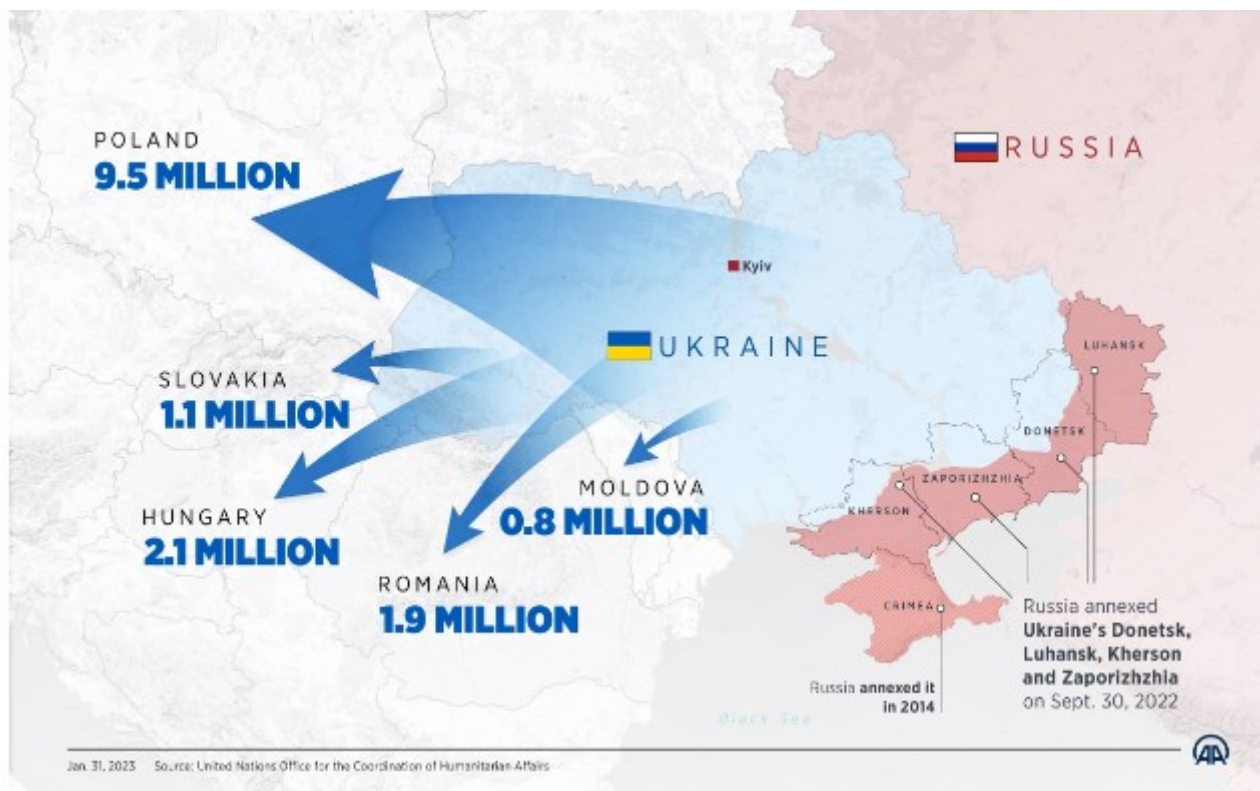 POLAND
9.5 MILLION
RUSSIA
Kyiv
UKRAINE
LUHANSK
SLOVAKIA
1.1 MILLION
DONETSK
ZAPORIZHZHIA
KHERSON
MOLDOVA
0.8 MILLION
HUNGARY
2.1 MILLION
ROMANIA
1.9 MILLION
CRIMEA
Russia annexed
Ukraine's Donetsk,
Luhansk, Kherson
and Zaporizhzhia
on Sept. 30, 2022
Russia annexed it
in 2014
Black Sea
Jan. 31, 2023 Source: United Nations Office for the Coordination of Humanitarian Affairs
AA